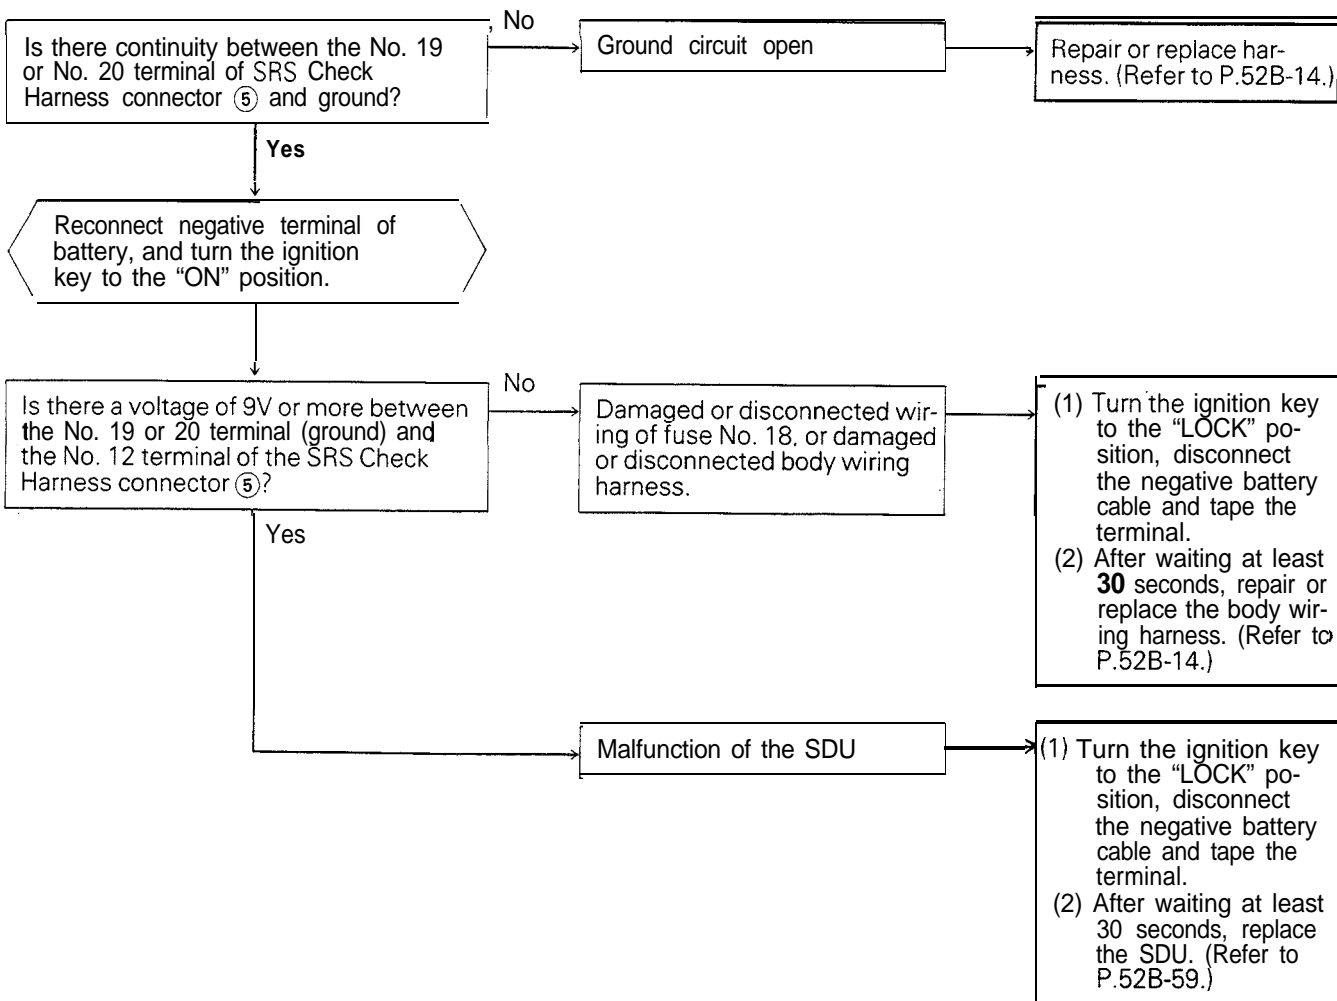 Is there continuity between the No. 19
or No. 20 terminal of SRS Check
Harness connector ⑤ and ground?
, No
Ground circuit open
Repair or replace har-
ness. (Refer to P.52B-14.)
Yes
Reconnect negative terminal of
battery, and turn the ignition
key to the “ON” position.
Is there a voltage of 9V or more between
the No. 19 or 20 terminal (ground) and
the No. 12 terminal of the SRS Check
Harness connector ⑤?
No
Damaged or disconnected wir-
ing of fuse No. 18, or damaged
or disconnected body wiring
harness.
(1) Turn the ignition key
to the “LOCK” po-
sition, disconnect
the negative battery
cable and tape the
terminal.
(2) After waiting at least
30 seconds, repair or
replace the body wir-
ing harness. (Refer to
P.52B-14.)
Yes
Malfunction of the SDU
(1) Turn the ignition key
to the “LOCK” po-
sition, disconnect
the negative battery
cable and tape the
terminal.
(2) After waiting at least
30 seconds, replace
the SDU. (Refer to
P.52B-59.)